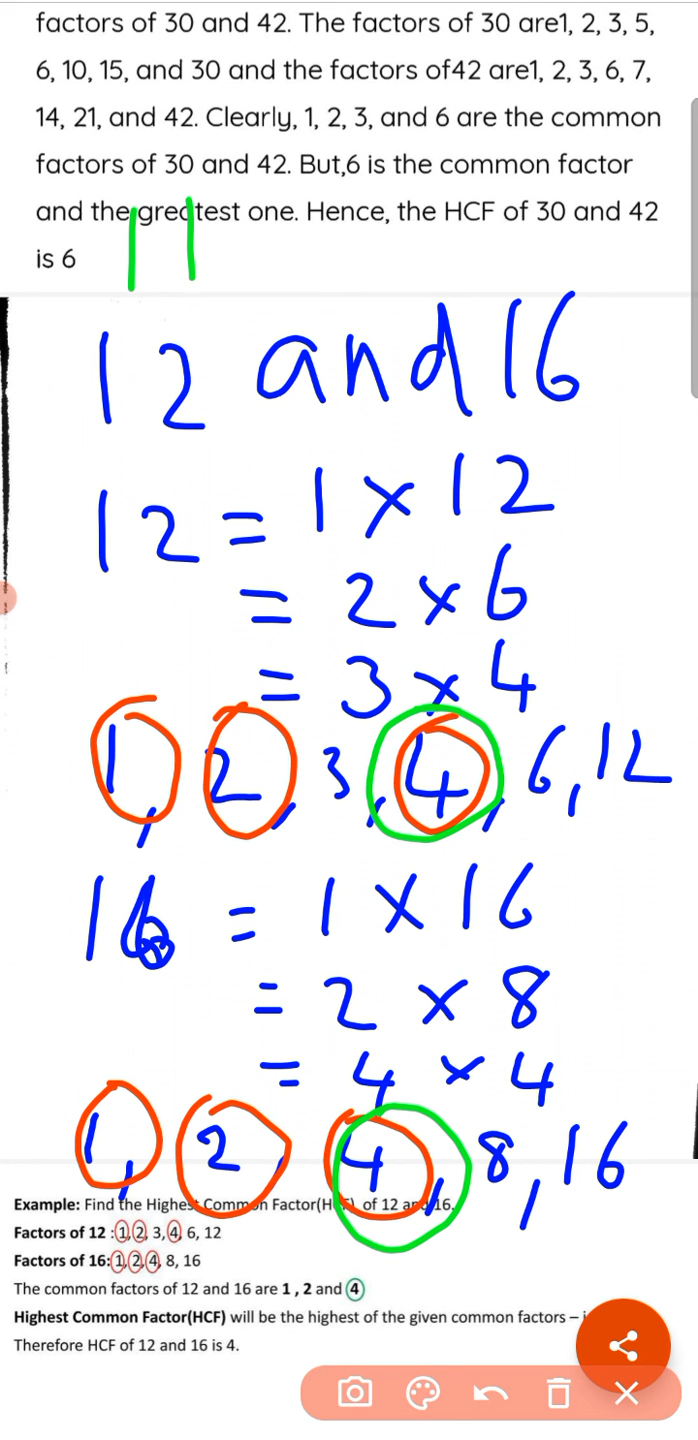 factors of 30 and 42. The factors of 30 are1, 2, 3, 5,
6, 10, 15, and 30 and the factors of42 are1, 2, 3, 6, 7,
14, 21, and 42. Clearly, 1, 2, 3, and 6 are the common
factors of 30 and 42. But,6 is the common factor
and the greatest one. Hence, the HCF of 30 and 42
is 6
12 and 16
12 = 1 × 12
= 2 × 6
= 3 × 4
1, 2, 3, 4, 6, 12
16 = 1 × 16
= 2 × 8
= 4 × 4
1, 2, 4, 8, 16
Example: Find the Highest Common Factor(HCF) of 12 and 16.
Factors of 12 :1,2, 3,4, 6, 12
Factors of 16:1,2,4, 8, 16
The common factors of 12 and 16 are 1 , 2 and 4
Highest Common Factor(HCF) will be the highest of the given common factors –
Therefore HCF of 12 and 16 is 4.